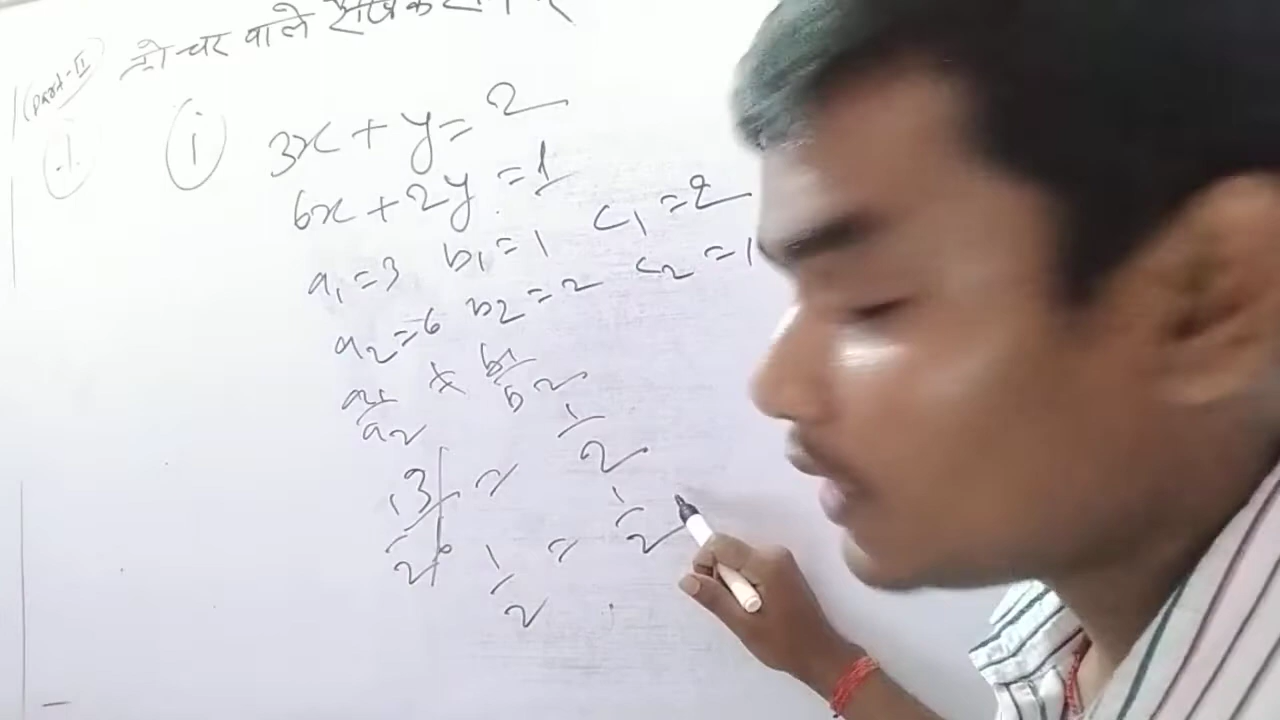 (Part-II) दो चर वाले
1. (i) 3x + y = 2
6x + 2y = 1
a₁ = 3 b₁ = 1 c₁ = 2
a₂ = 6 b₂ = 2 c₂ = 1
a₁/a₂ b₁/b₂
3/ = 1/2
1/2 = 1/2